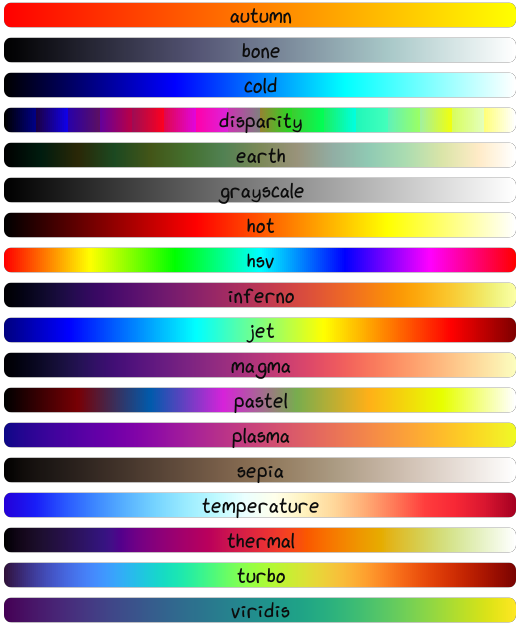 autumn
bone
cold
disparity
earth
grayscale
hot
hsv
inferno
jet
magma
pastel
plasma
sepia
temperature
thermal
turbo
viridis